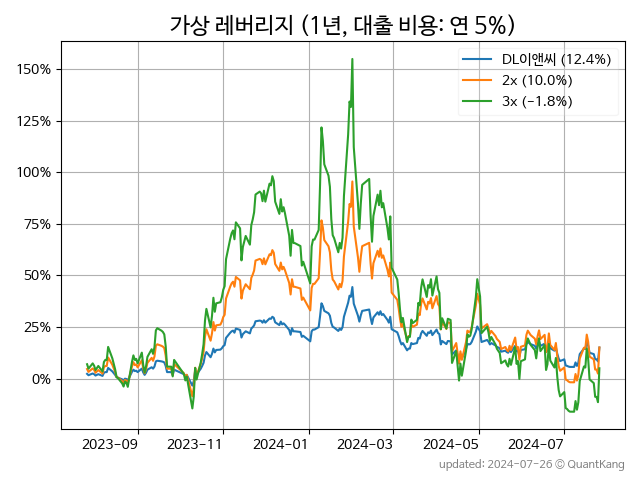 가상 레버리지 (1년, 대출 비용: 연 5%)
DL이앤씨 (12.4%)
2x (10.0%)
3x (−1.8%)
150%
125%
100%
75%
50%
25%
0%
2023-09
2023-11
2024-01
2024-03
2024-05
2024-07
updated: 2024-07-26 © QuantKang